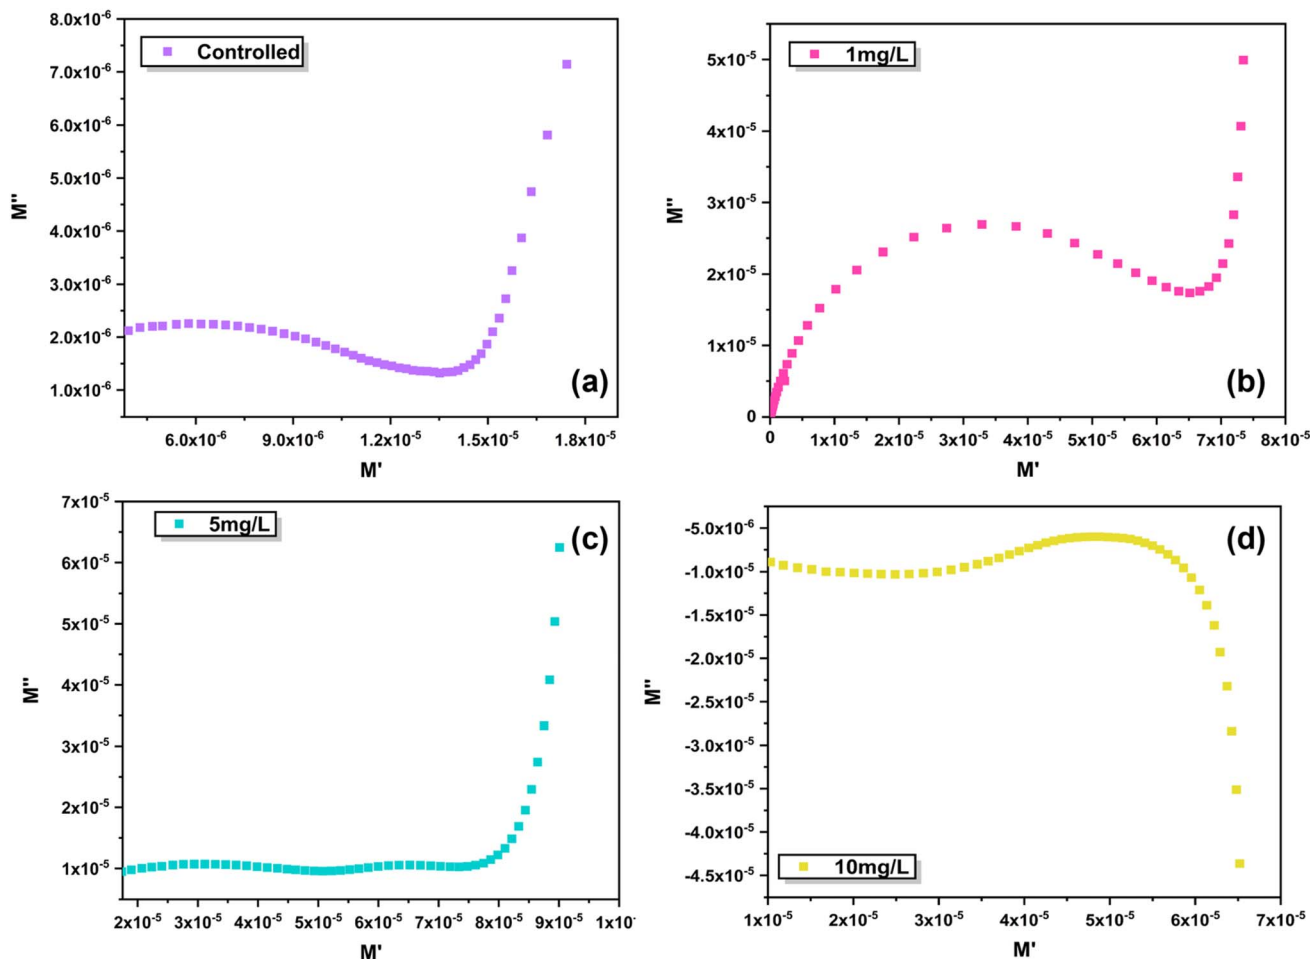 8.0x10⁻⁶
7.0x10⁻⁶
6.0x10⁻⁶
5.0x10⁻⁶
4.0x10⁻⁶
3.0x10⁻⁶
2.0x10⁻⁶
1.0x10⁻⁶
M''
Controlled
(a)
6.0x10⁻⁶ 9.0x10⁻⁶ 1.2x10⁻⁵ 1.5x10⁻⁵ 1.8x10⁻⁵
M'
5x10⁻⁵
4x10⁻⁵
3x10⁻⁵
2x10⁻⁵
1x10⁻⁵
0
M''
1mg/L
(b)
0 1x10⁻⁵ 2x10⁻⁵ 3x10⁻⁵ 4x10⁻⁵ 5x10⁻⁵ 6x10⁻⁵ 7x10⁻⁵ 8x10⁻⁵
M'
7x10⁻⁵
6x10⁻⁵
5x10⁻⁵
4x10⁻⁵
3x10⁻⁵
2x10⁻⁵
1x10⁻⁵
M''
5mg/L
(c)
2x10⁻⁵ 3x10⁻⁵ 4x10⁻⁵ 5x10⁻⁵ 6x10⁻⁵ 7x10⁻⁵ 8x10⁻⁵ 9x10⁻⁵ 1x10⁻
M'
-5.0x10⁻⁶
-1.0x10⁻⁵
-1.5x10⁻⁵
-2.0x10⁻⁵
-2.5x10⁻⁵
-3.0x10⁻⁵
-3.5x10⁻⁵
-4.0x10⁻⁵
-4.5x10⁻⁵
M''
(d)
10mg/L
1x10⁻⁵ 2x10⁻⁵ 3x10⁻⁵ 4x10⁻⁵ 5x10⁻⁵ 6x10⁻⁵ 7x10⁻⁵
M'